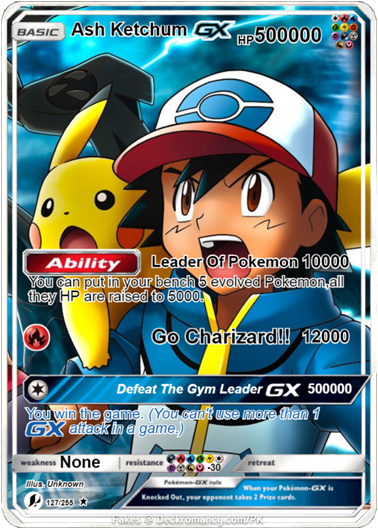 BASIC Ash Ketchum GX HP 500000
Ability Leader Of Pokemon 10000
You can put in your bench 5 evolved Pokemon,all
they HP are raised to 5000!
Go Charizard!! 12000
Defeat The Gym Leader GX 500000
You win the game. (You can't use more than 1
GX attack in a game.)
weakness None resistance -30 retreat
Illus. Unknown
127/255
Pokémon-GX rule
When your Pokémon-GX is
Knocked Out, your opponent takes 2 Prize cards.
Fakes @ Deckromancy.com/PK